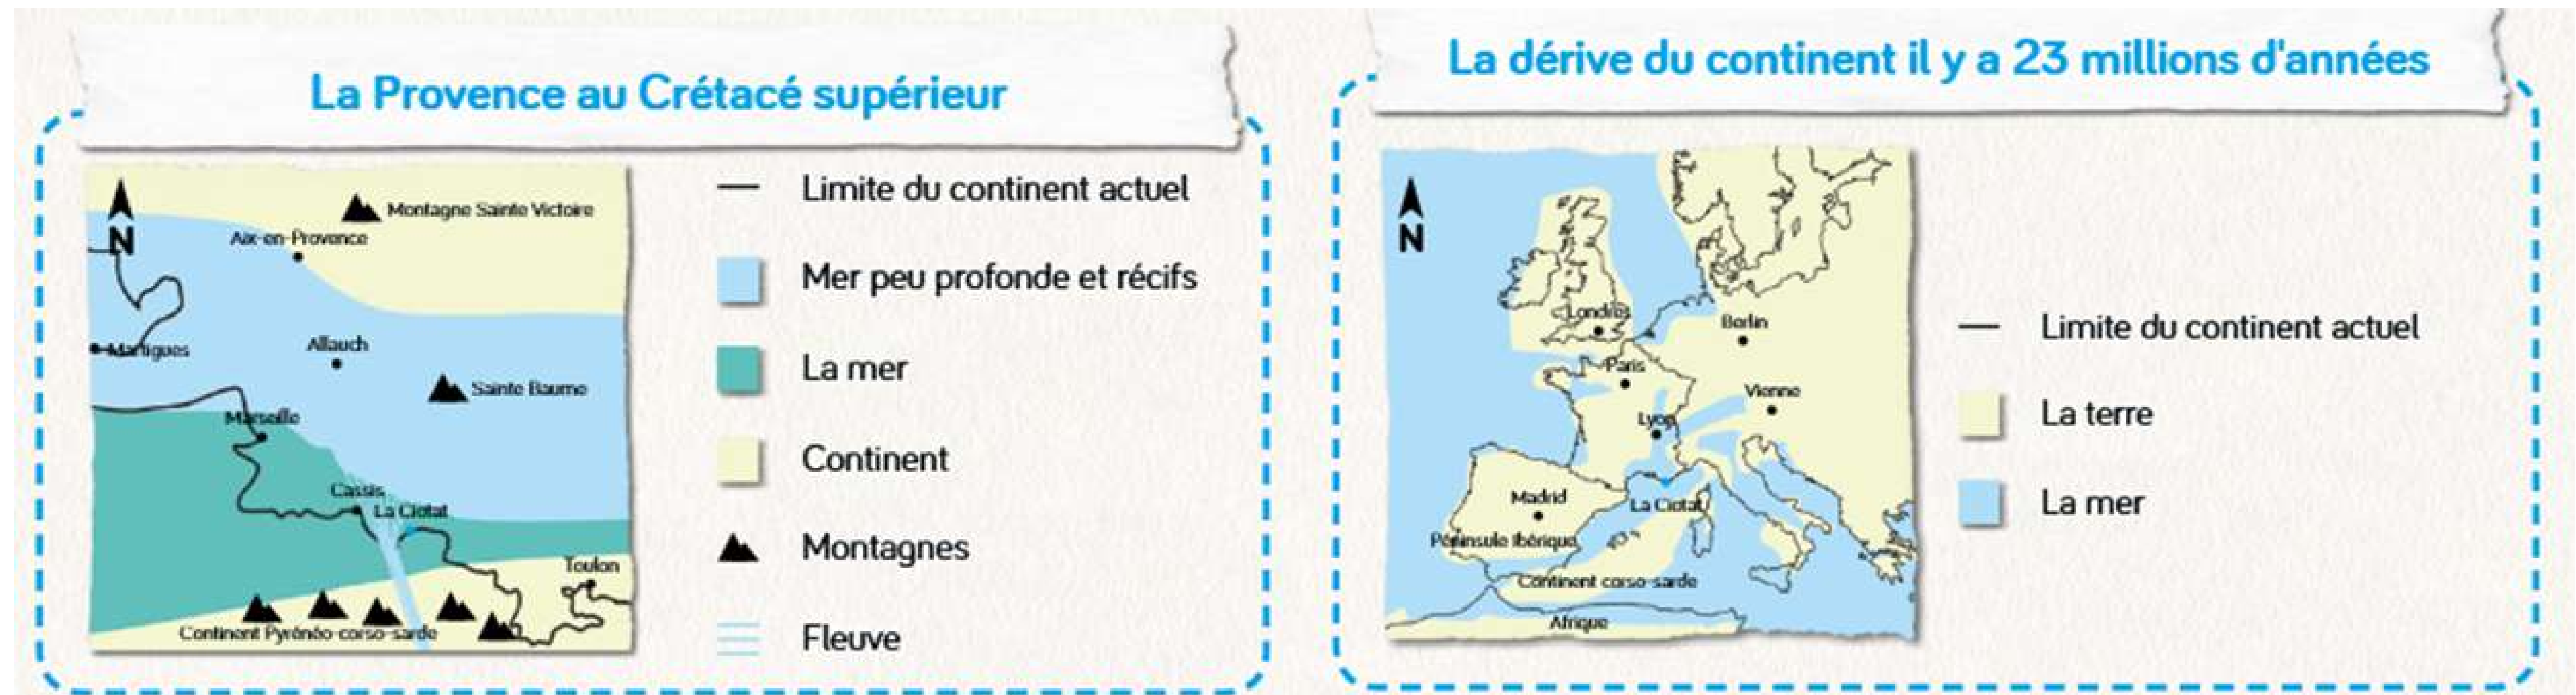 La Provence au Crétacé supérieur
N
Montagne Sainte Victoire
Aix-en-Provence
Martigues
Allauch
Sainte Baume
Marseille
Cassis
La Ciotat
Toulon
Continent Pyrénéo-corso-sarde
Limite du continent actuel
Mer peu profonde et récifs
La mer
Continent
Montagnes
Fleuve
La dérive du continent il y a 23 millions d'années
N
Londres
Berlin
Paris
Vienne
Lyon
Madrid
La Ciotat
Péninsule Ibérique
Continent corso-sarde
Afrique
Limite du continent actuel
La terre
La mer